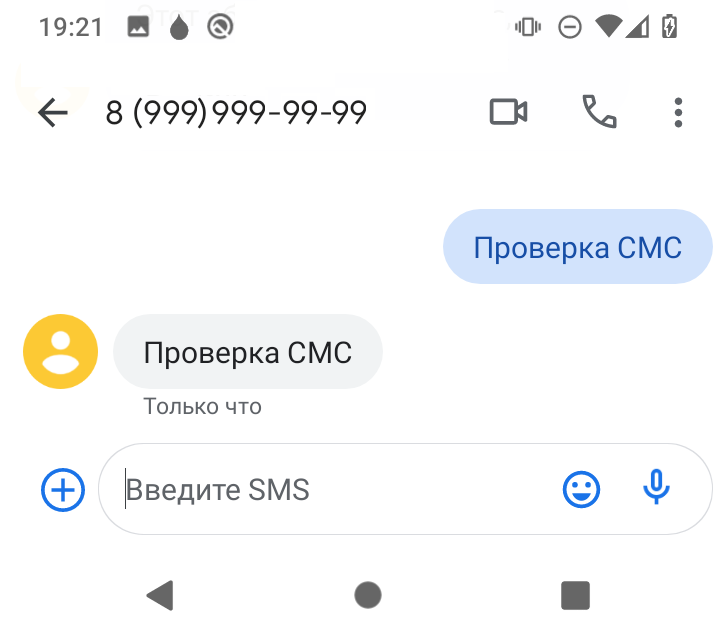 19:21
8 (999) 999-99-99
Проверка СМС
Проверка СМС
Только что
Введите SMS